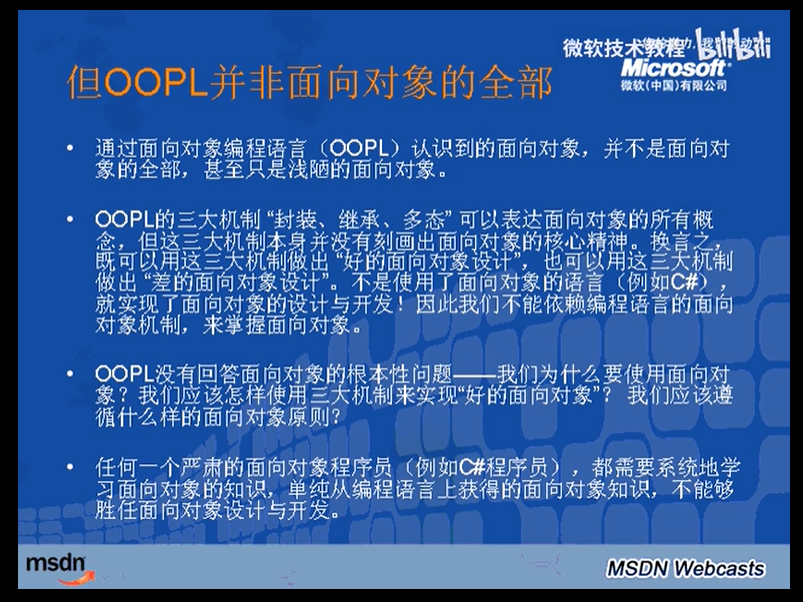 微软技术教程
bilibili
Microsoft®
微软(中国)有限公司
但OOPL并非面向对象的全部
• 通过面向对象编程语言（OOPL）认识到的面向对象，并不是面向对
象的全部，甚至只是浅陋的面向对象。
• OOPL的三大机制 “封装、继承、多态” 可以表达面向对象的所有概
念，但这三大机制本身并没有刻画出面向对象的核心精神。换言之，
既可以用这三大机制做出 “好的面向对象设计”，也可以用这三大机制
做出 “差的面向对象设计”。不是使用了面向对象的语言（例如C#），
就实现了面向对象的设计与开发！因此我们不能依赖编程语言的面向
对象机制，来掌握面向对象。
• OOPL没有回答面向对象的根本性问题——我们为什么要使用面向对
象？我们应该怎样使用三大机制来实现“好的面向对象”？ 我们应该遵
循什么样的面向对象原则？
• 任何一个严肃的面向对象程序员（例如C#程序员），都需要系统地学
习面向对象的知识，单纯从编程语言上获得的面向对象知识，不能够
胜任面向对象设计与开发。
msdn
MSDN Webcasts